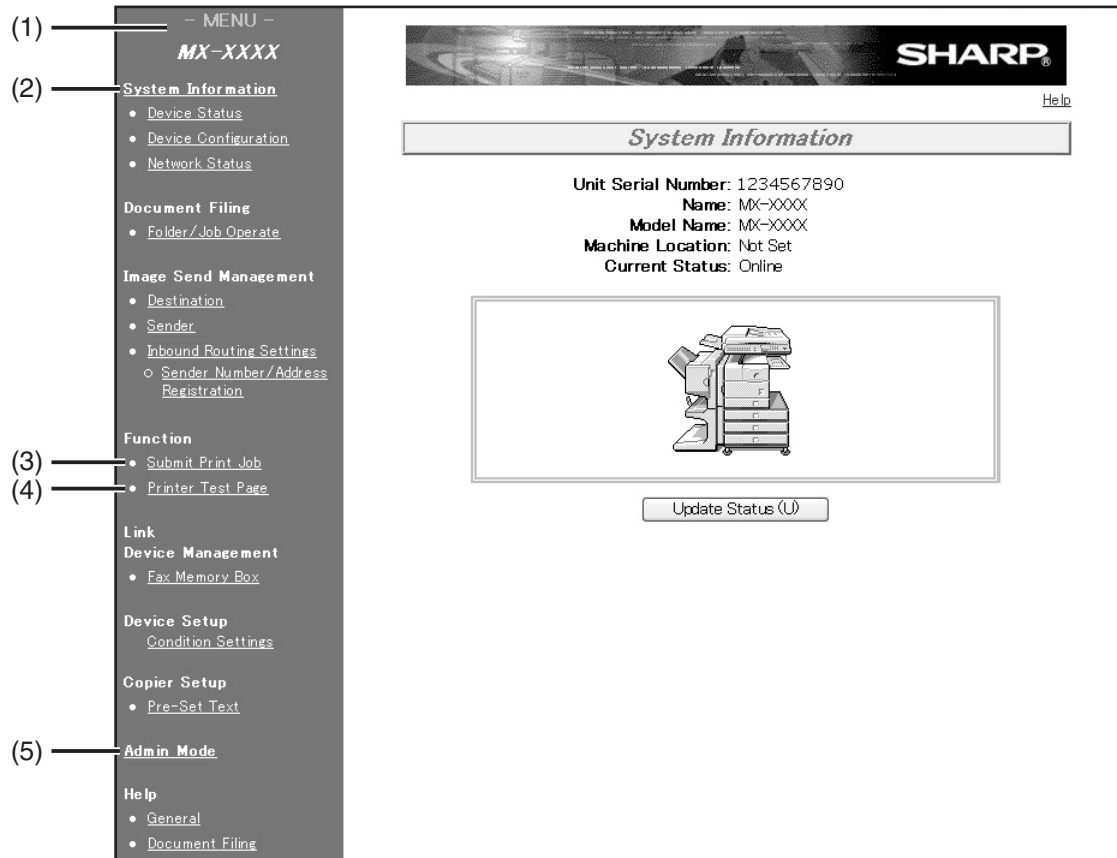 (1)
– MENU –
MX-XXXX
(2)
System Information
• Device Status
• Device Configuration
• Network Status
Document Filing
• Folder/Job Operate
Image Send Management
• Destination
• Sender
• Inbound Routing Settings
○ Sender Number/Address
Registration
Function
(3)
• Submit Print Job
(4)
• Printer Test Page
Link
Device Management
• Fax Memory Box
Device Setup
Condition Settings
Copier Setup
• Pre-Set Text
(5)
Admin Mode
Help
• General
• Document Filing
SHARP®
Help
System Information
Unit Serial Number: 1234567890
Name: MX-XXXX
Model Name: MX-XXXX
Machine Location: Not Set
Current Status: Online
Update Status (U)